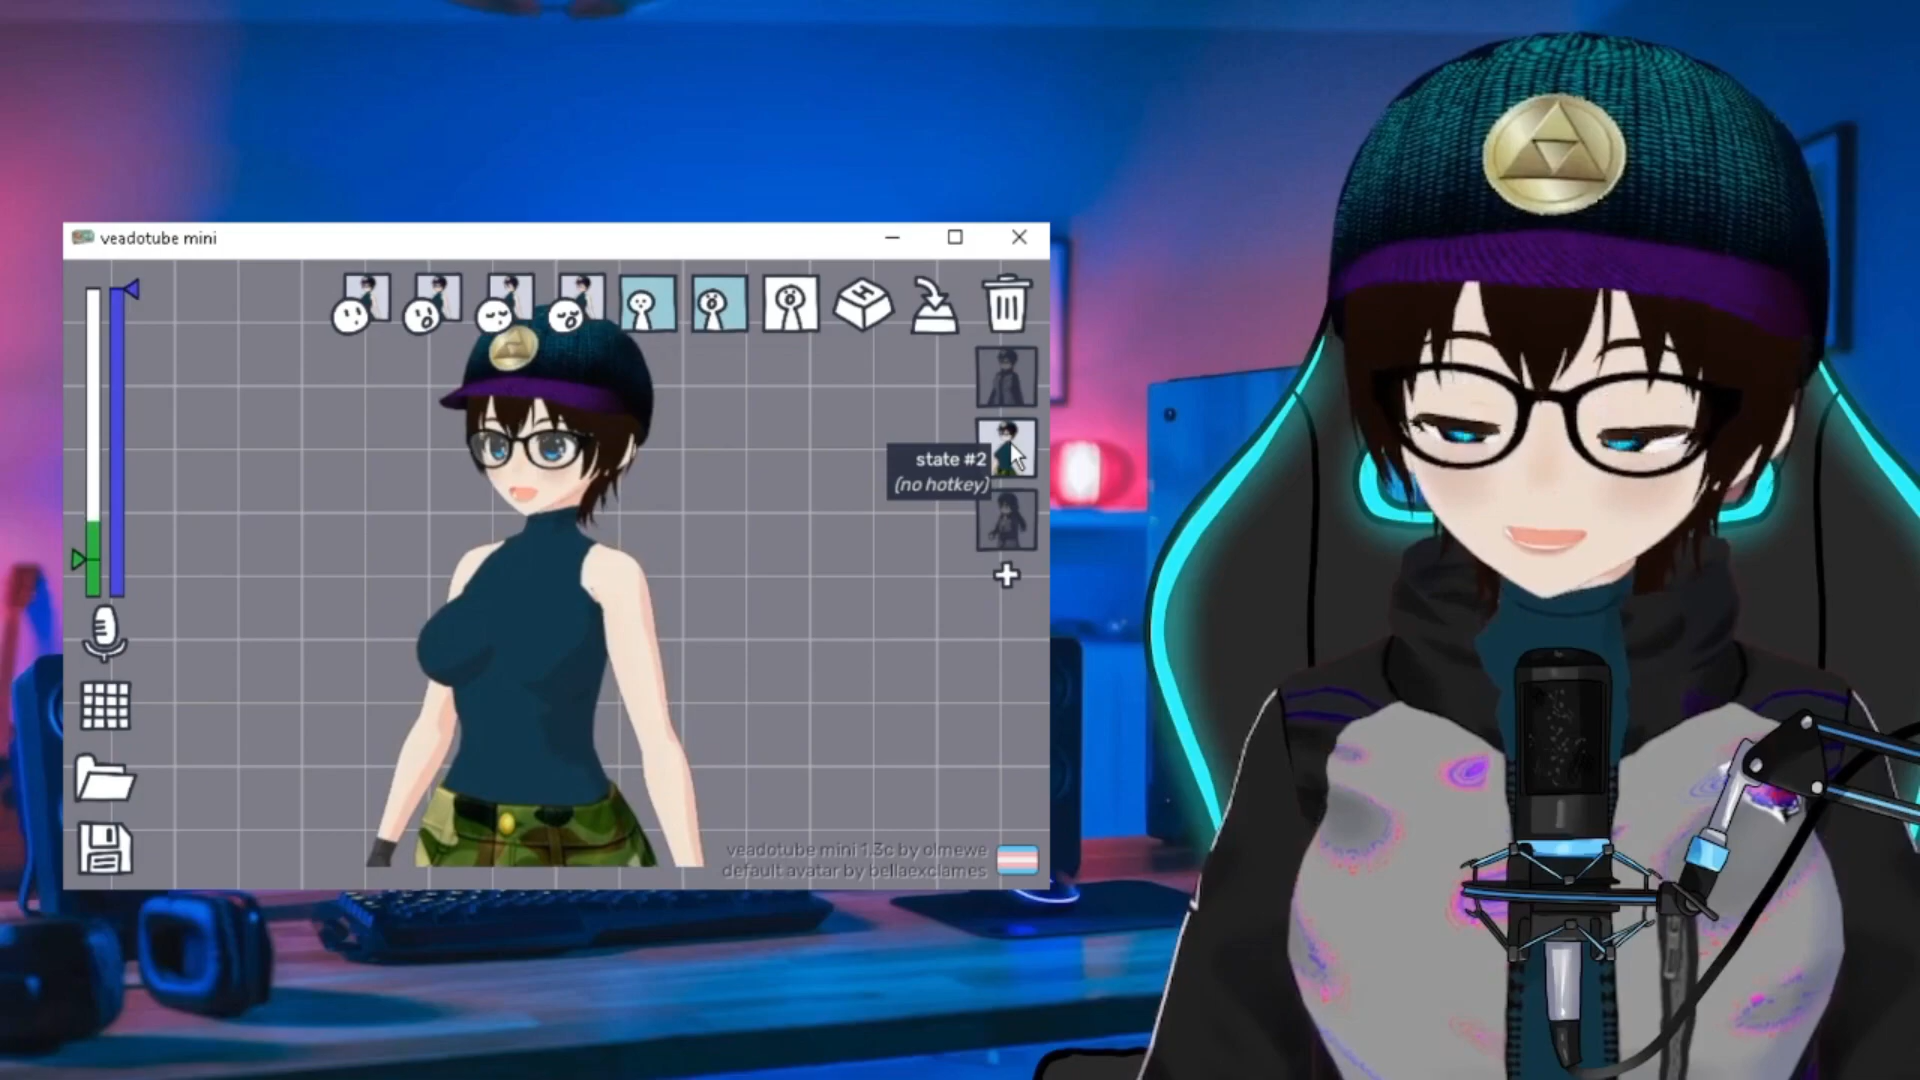 veadotube mini
state #2
(no hotkey)
veadotube mini 1.3c by olmewe
default avatar by bellaexclames